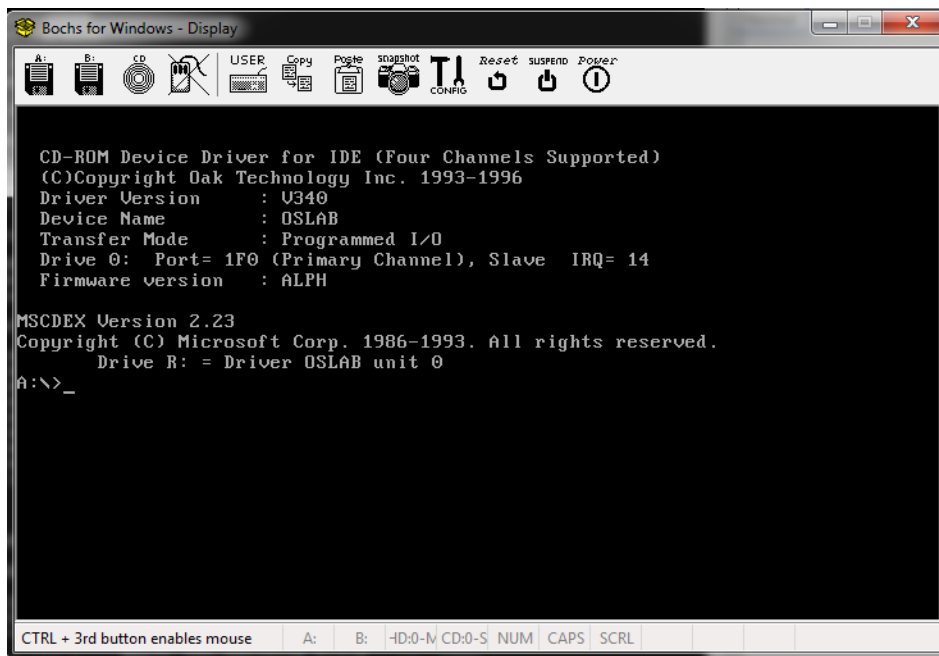 Bochs for Windows - Display
A: B: CD USER Copy Paste snapshot CONFIG Reset SUSPEND Power
CD-ROM Device Driver for IDE (Four Channels Supported)
(C)Copyright Oak Technology Inc. 1993-1996
Driver Version : V340
Device Name : OSLAB
Transfer Mode : Programmed I/O
Drive 0: Port= 1F0 (Primary Channel), Slave IRQ= 14
Firmware version : ALPH
MSCDEX Version 2.23
Copyright (C) Microsoft Corp. 1986-1993. All rights reserved.
Drive R: = Driver OSLAB unit 0
A:\>_
CTRL + 3rd button enables mouse A: B: HD:0-M CD:0-S NUM CAPS SCRL